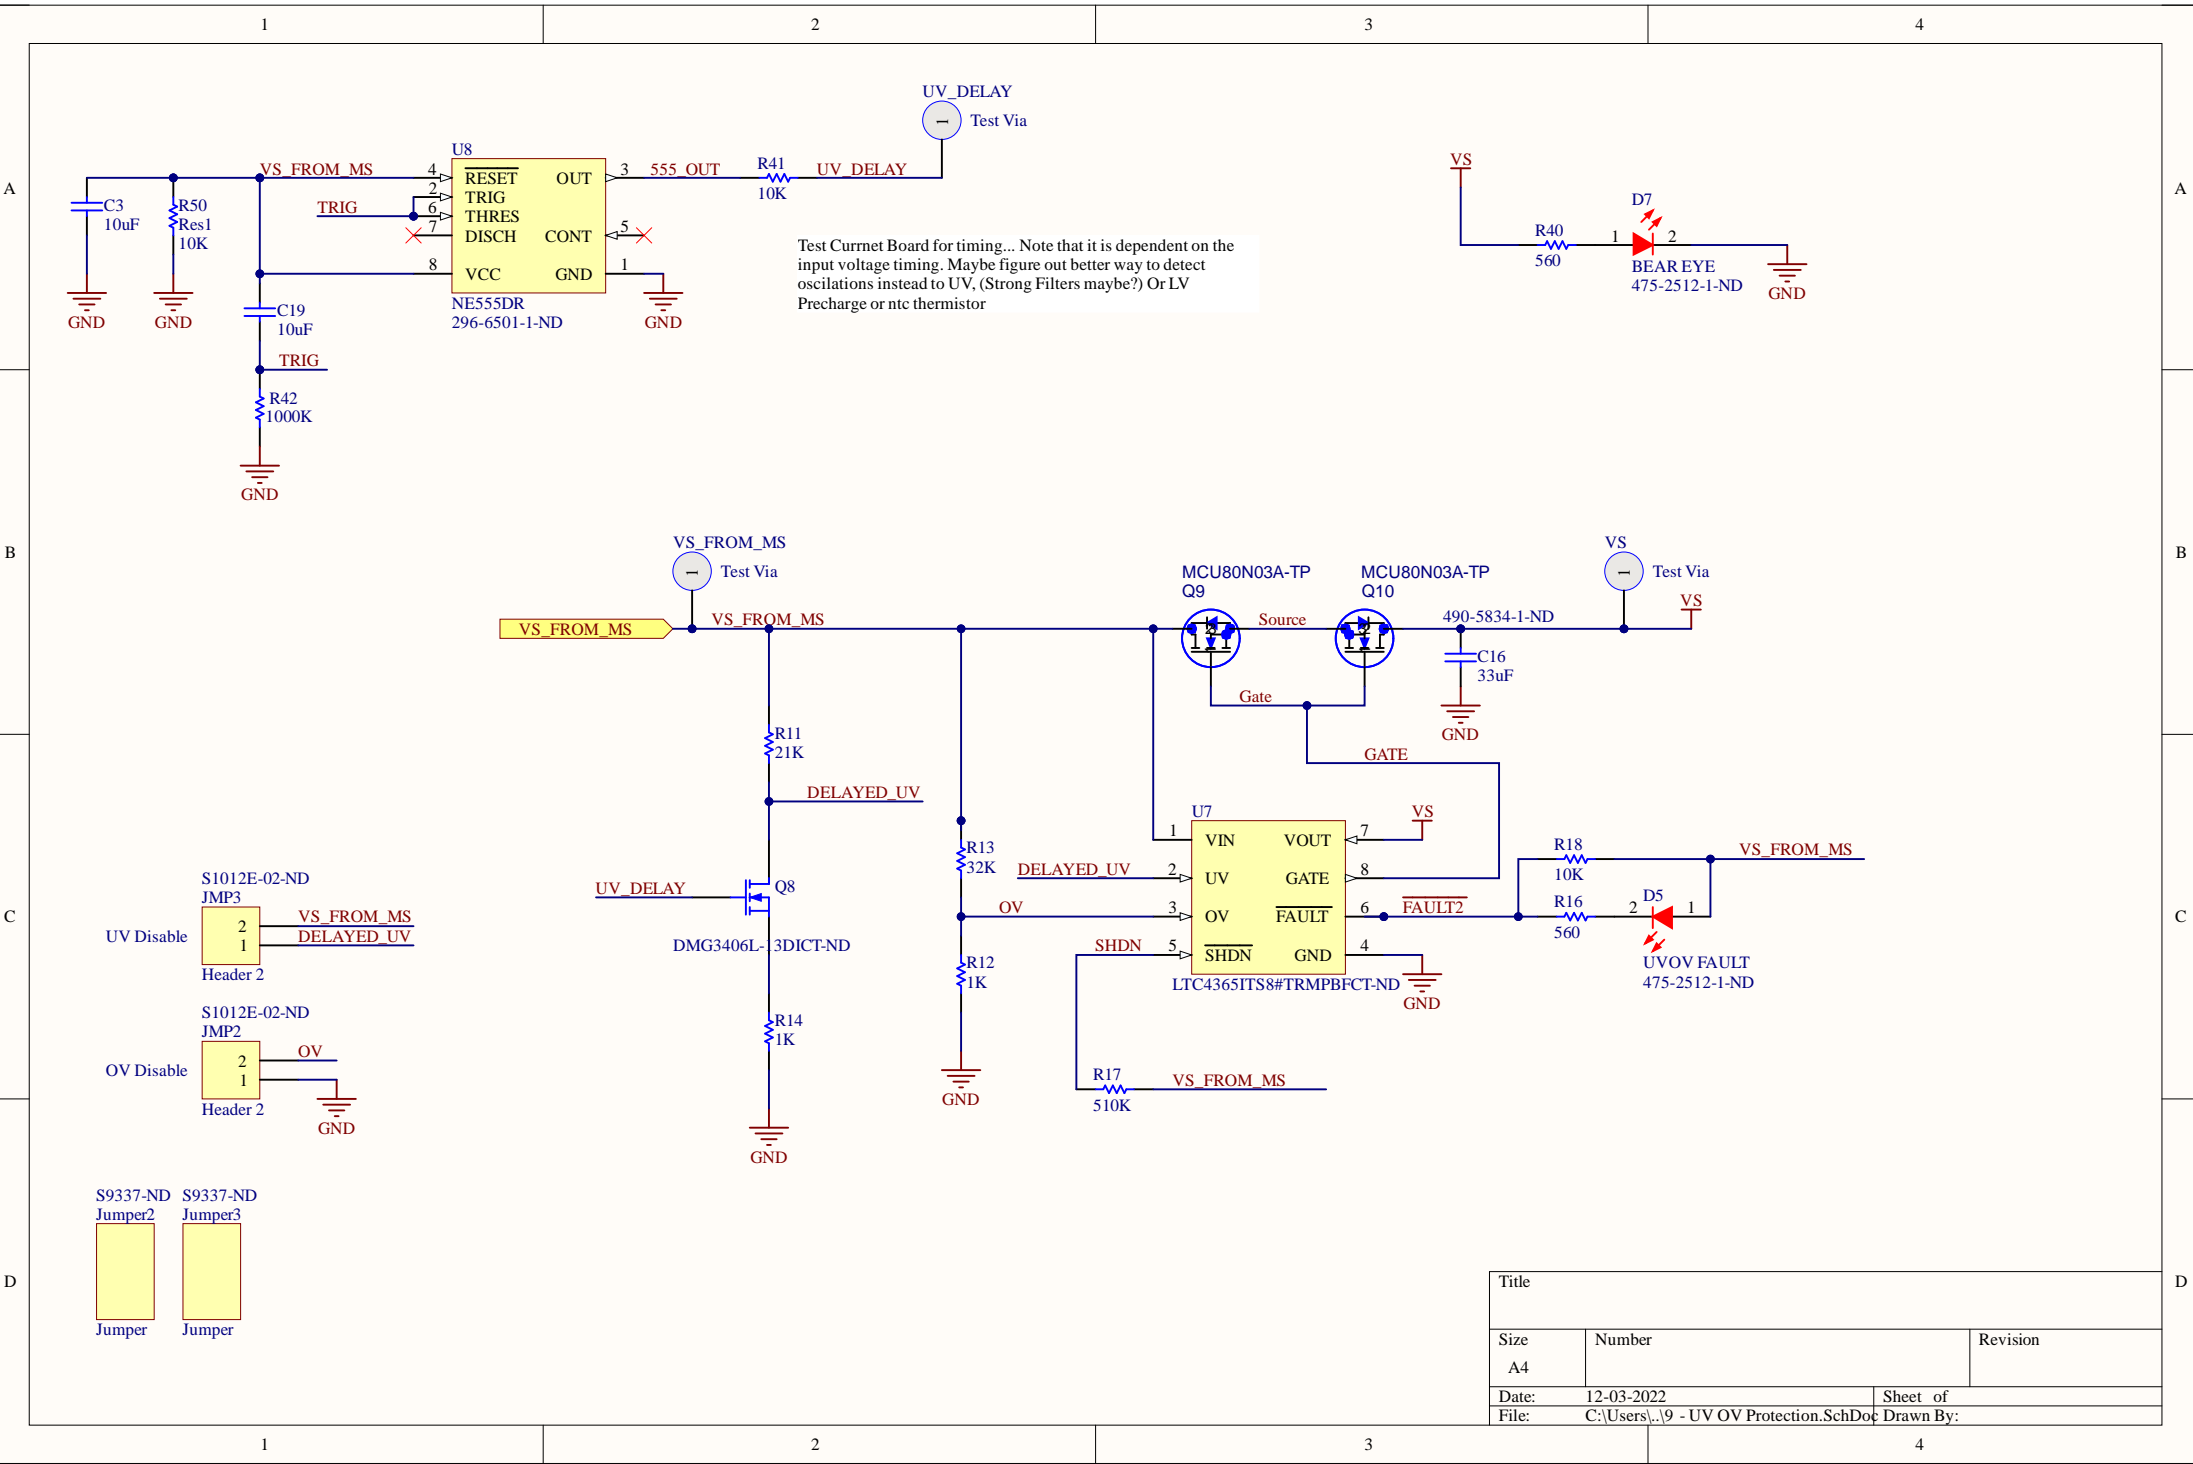 1
2
3
4
A
A
UV_DELAY
1
Test Via
VS_FROM_MS
U8
4
RESET
OUT
3
555_OUT
R41
10K
UV_DELAY
2
TRIG
TRIG
6
THRES
7
DISCH
CONT
5
8
VCC
GND
1
NE555DR
296-6501-1-ND
GND
C3
10uF
GND
R50
Res1
10K
GND
C19
10uF
TRIG
R42
1000K
GND
Test Currnet Board for timing... Note that it is dependent on the
input voltage timing. Maybe figure out better way to detect
oscilations instead to UV, (Strong Filters maybe?) Or LV
Precharge or ntc thermistor
VS
R40
560
1
D7
2
BEAR EYE
475-2512-1-ND
GND
B
B
VS_FROM_MS
1
Test Via
VS_FROM_MS
VS_FROM_MS
MCU80N03A-TP
Q9
Source
MCU80N03A-TP
Q10
490-5834-1-ND
VS
1
Test Via
VS
C16
33uF
GND
Gate
GATE
R11
21K
DELAYED_UV
UV_DELAY
Q8
DMG3406L-13DICT-ND
R14
1K
GND
R13
32K
OV
R12
1K
GND
U7
1
VIN
VOUT
7
VS
DELAYED_UV
2
UV
GATE
8
3
OV
FAULT
6
FAULT2
SHDN
5
SHDN
GND
4
LTC4365ITS8#TRMPBFCT-ND
GND
R17
510K
VS_FROM_MS
R18
10K
VS_FROM_MS
R16
560
2
D5
1
UVOV FAULT
475-2512-1-ND
C
C
S1012E-02-ND
JMP3
UV Disable
2
VS_FROM_MS
1
DELAYED_UV
Header 2
S1012E-02-ND
JMP2
OV Disable
2
OV
1
Header 2
GND
D
D
S9337-ND
Jumper2
Jumper
S9337-ND
Jumper3
Jumper
Title
Size
A4
Number
Revision
Date:
12-03-2022
Sheet of
File:
C:\Users\..\9 - UV OV Protection.SchDoc
Drawn By:
1
2
3
4